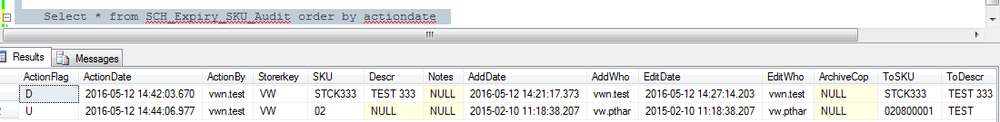 Select * from SCH_Expiry_SKU_Audit order by actiondate
Results Messages
ActionFlag ActionDate ActionBy Storerkey SKU Descr Notes AddDate AddWho EditDate EditWho ArchiveCop ToSKU ToDescr
D 2016-05-12 14:42:03.670 vwn.test VW STCK333 TEST 333 NULL 2016-05-12 14:21:17.373 vwn.test 2016-05-12 14:27:14.203 vwn.test NULL STCK333 TEST 333
2 U 2016-05-12 14:44:06.977 vwn.test VW 02 NULL NULL 2015-02-10 11:18:38.207 vw.pthar 2015-02-10 11:18:38.207 vw.pthar NULL 020800001 TEST